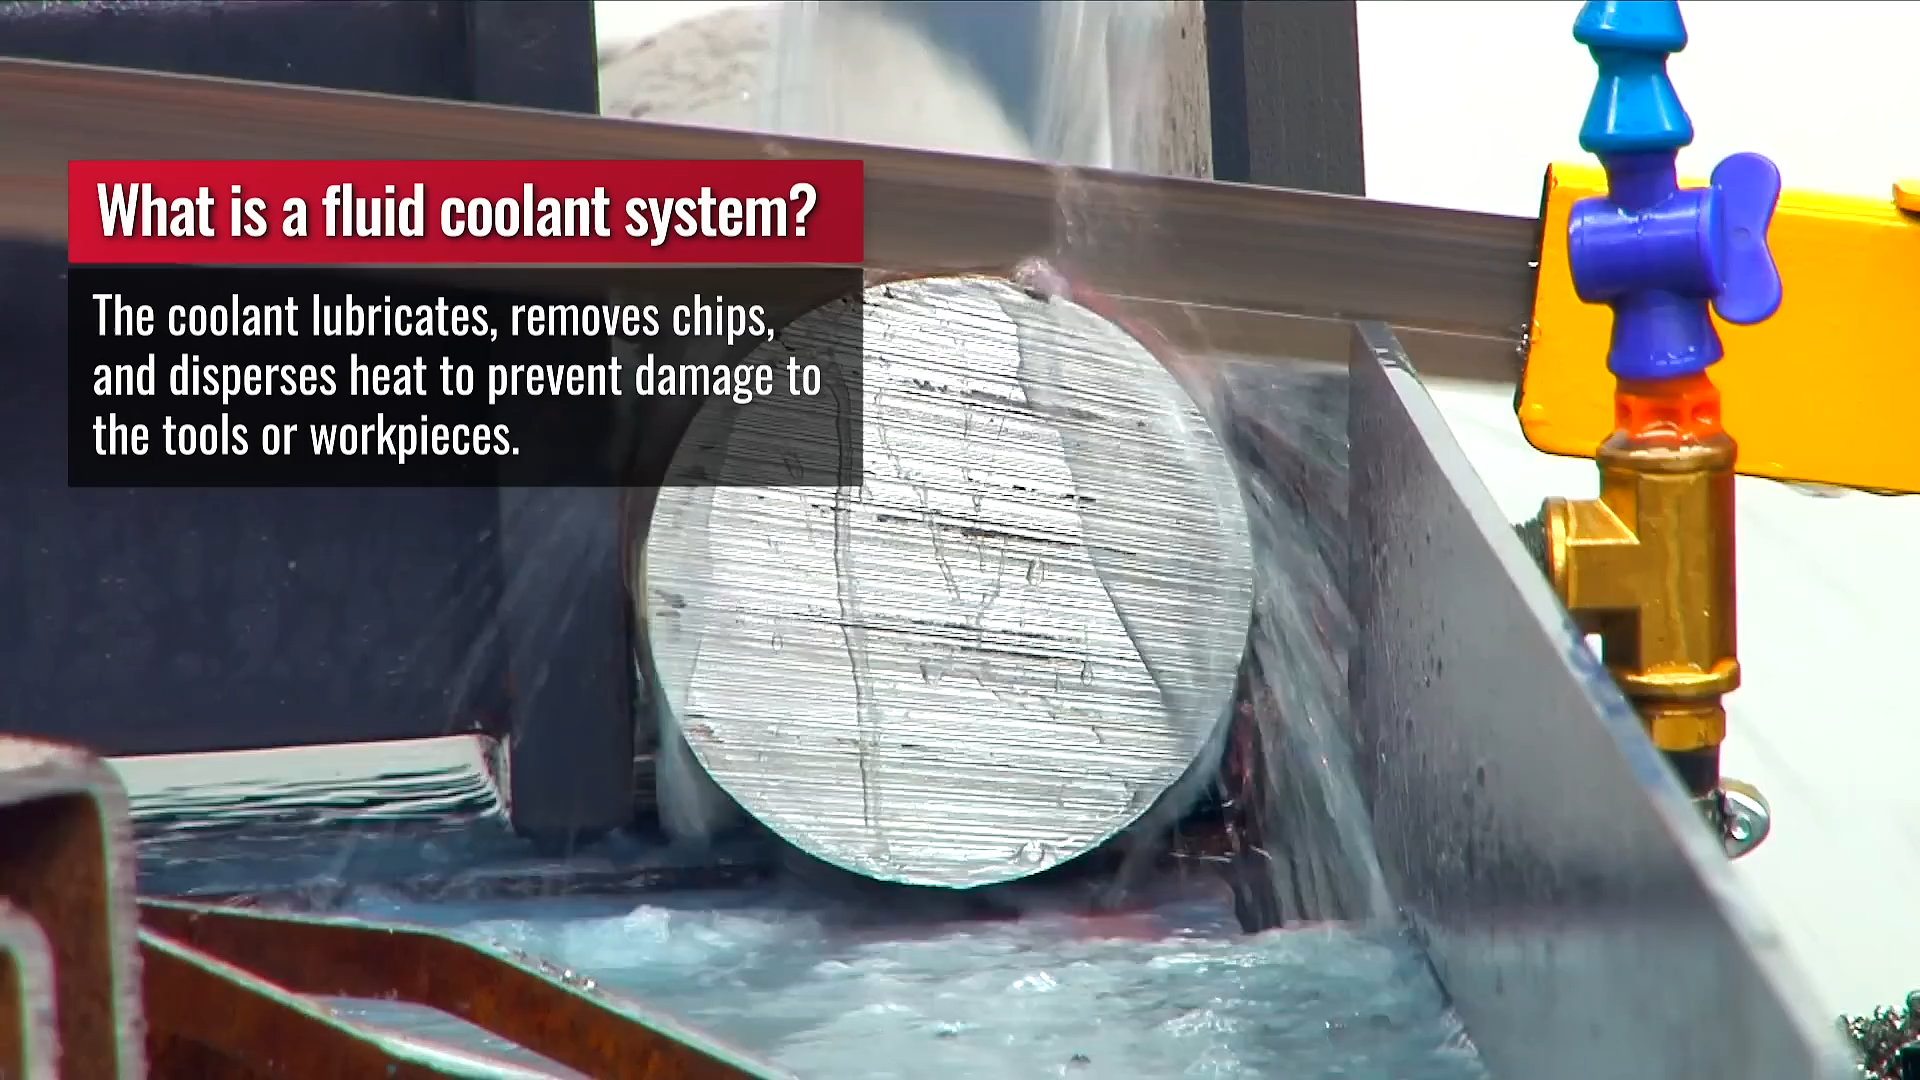 What is a fluid coolant system?
The coolant lubricates, removes chips,
and disperses heat to prevent damage to
the tools or workpieces.